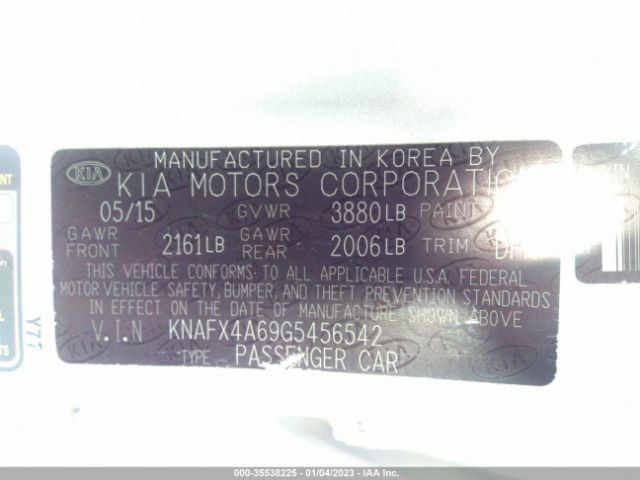 MANUFACTURED IN KOREA BY
KIA KIA MOTORS CORPORATI
05/15 GVWR 3880LB PAINT
GAWR FRONT 2161LB GAWR REAR 2006LB TRIM
THIS VEHICLE CONFORMS TO ALL APPLICABLE U.S.A. FEDERAL
MOTOR VEHICLE SAFETY, BUMPER, AND THEFT PREVENTION STANDARDS
IN EFFECT ON THE DATE OF MANUFACTURE SHOWN ABOVE
V.I.N KNAFX4A69G5456542
TYPE PASSENGER CAR
Y77
000-35538225 - 01/04/2023 - IAA Inc.